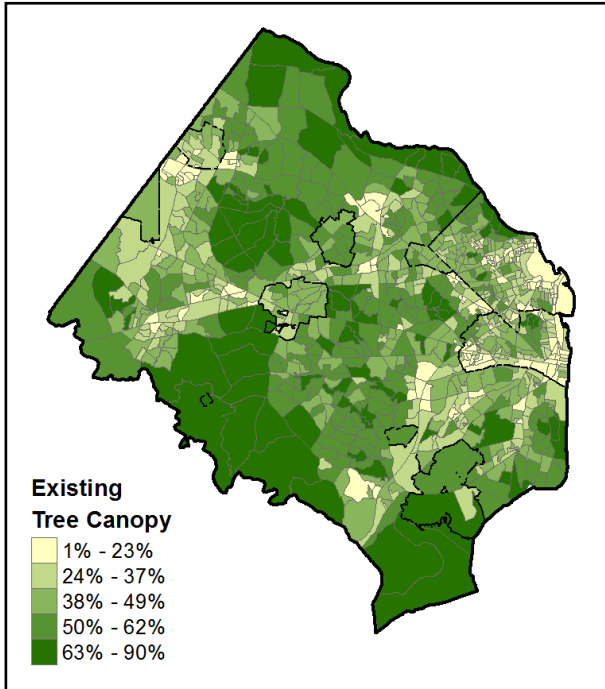 Existing
Tree Canopy
1% - 23%
24% - 37%
38% - 49%
50% - 62%
63% - 90%